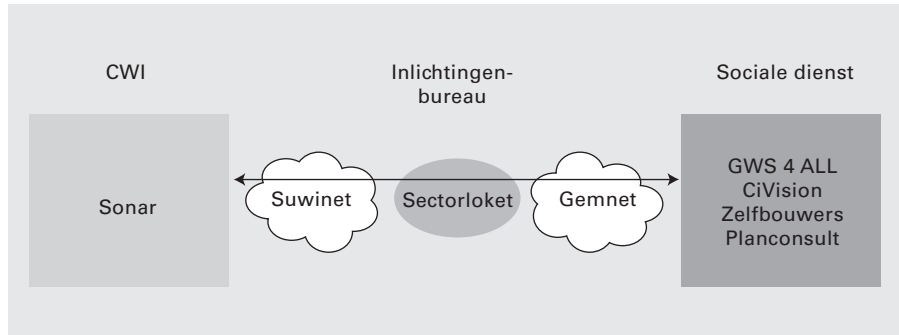 CWI
Inlichtingen-
bureau
Sociale dienst
Sonar
Suwinet
Sectorloket
Gemnet
GWS 4 ALL
CiVision
Zelfbouwers
Planconsult